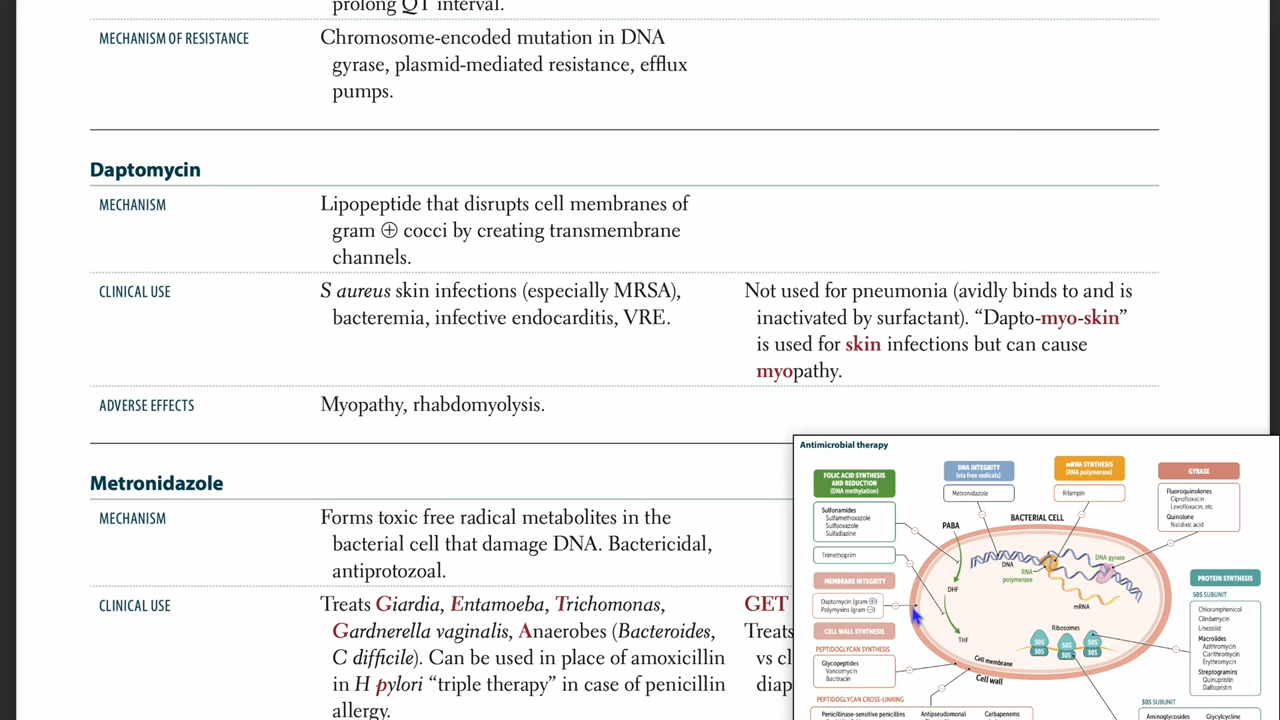 prolong QT interval.
MECHANISM OF RESISTANCE
Chromosome-encoded mutation in DNA
gyrase, plasmid-mediated resistance, efflux
pumps.
Daptomycin
MECHANISM
Lipopeptide that disrupts cell membranes of
gram ⊕ cocci by creating transmembrane
channels.
CLINICAL USE
S aureus skin infections (especially MRSA),
bacteremia, infective endocarditis, VRE.
Not used for pneumonia (avidly binds to and is
inactivated by surfactant). “Dapto-myo-skin”
is used for skin infections but can cause
myopathy.
ADVERSE EFFECTS
Myopathy, rhabdomyolysis.
Metronidazole
MECHANISM
Forms toxic free radical metabolites in the
bacterial cell that damage DNA. Bactericidal,
antiprotozoal.
CLINICAL USE
Treats Giardia, Entamoeba, Trichomonas,
Gardnerella vaginalis, Anaerobes (Bacteroides,
C difficile). Can be used in place of amoxicillin
in H pylori “triple therapy” in case of penicillin
allergy.
GET
Treats
vs cl
diap
Antimicrobial therapy
FOLIC ACID SYNTHESIS
AND REDUCTION
(DNA methylation)
Sulfonamides
Sulfamethoxazole
Sulfisoxazole
Sulfadiazine
Trimethoprim
MEMBRANE INTEGRITY
Daptomycin (gram ⊕)
Polymyxins (gram ⊖)
CELL WALL SYNTHESIS
PEPTIDOGLYCAN SYNTHESIS
Glycopeptides
Vancomycin
Bacitracin
PEPTIDOGLYCAN CROSS-LINKING
Penicillinase-sensitive penicillins
Antipseudomonal
Carbapenems
DNA INTEGRITY
(via free radicals)
Metronidazole
mRNA SYNTHESIS
(RNA polymerase)
Rifampin
GYRASE
Fluoroquinolones
Ciprofloxacin
Levofloxacin, etc
Quinolone
Nalidixic acid
BACTERIAL CELL
PABA
DHF
THF
DNA
RNA
polymerase
DNA gyrase
mRNA
Ribosomes
50S
50S
50S
30S
30S
30S
Cell membrane
Cell wall
PROTEIN SYNTHESIS
50S SUBUNIT
Chloramphenicol
Clindamycin
Linezolid
Macrolides
Azithromycin
Clarithromycin
Erythromycin
Streptogramins
Quinupristin
Dalfopristin
30S SUBUNIT
Aminoglycosides
Glycylcycline